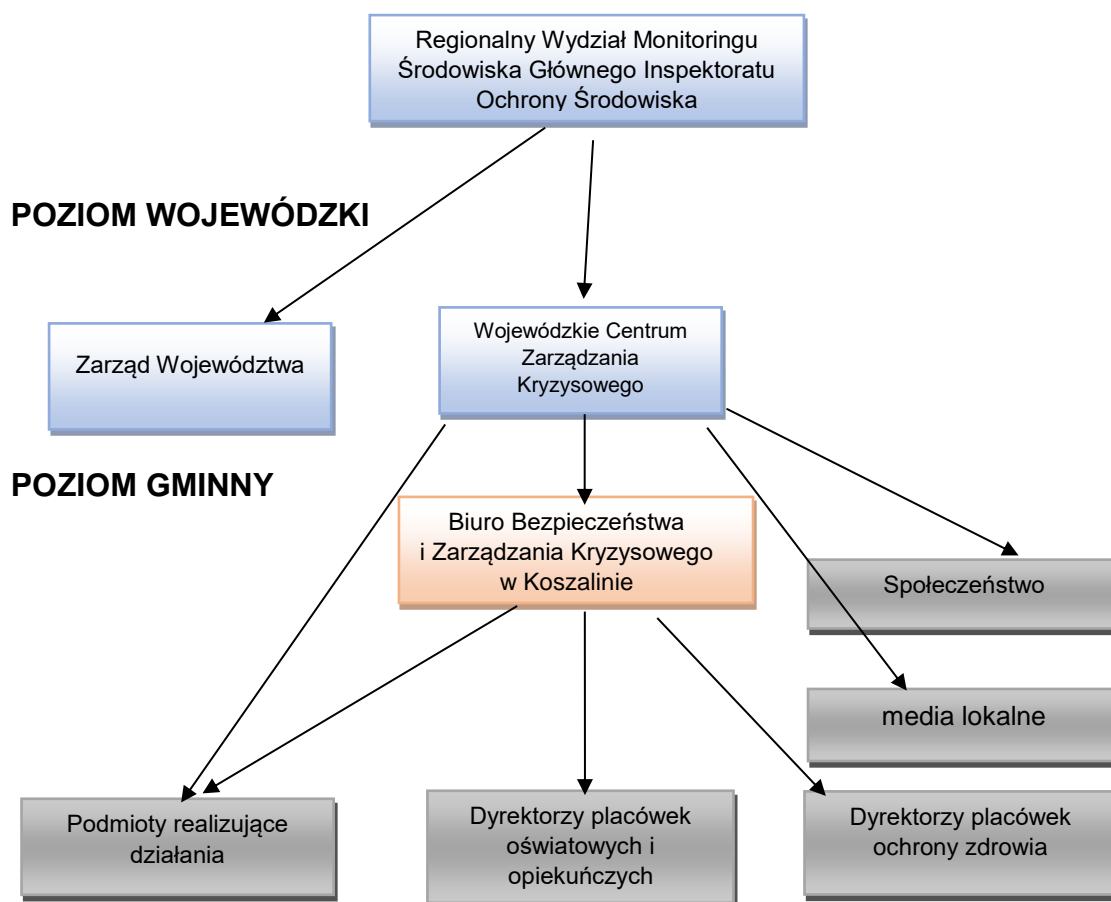 Regionalny Wydział Monitoringu
Środowiska Głównego Inspektoratu
Ochrony Środowiska
POZIOM WOJEWÓDZKI
Zarząd Województwa
Wojewódzkie Centrum
Zarządzania
Kryzysowego
POZIOM GMINNY
Biuro Bezpieczeństwa
i Zarządzania Kryzysowego
w Koszalinie
Społeczeństwo
media lokalne
Podmioty realizujące
działania
Dyrektorzy placówek
oświatowych i
opiekuńczych
Dyrektorzy placówek
ochrony zdrowia